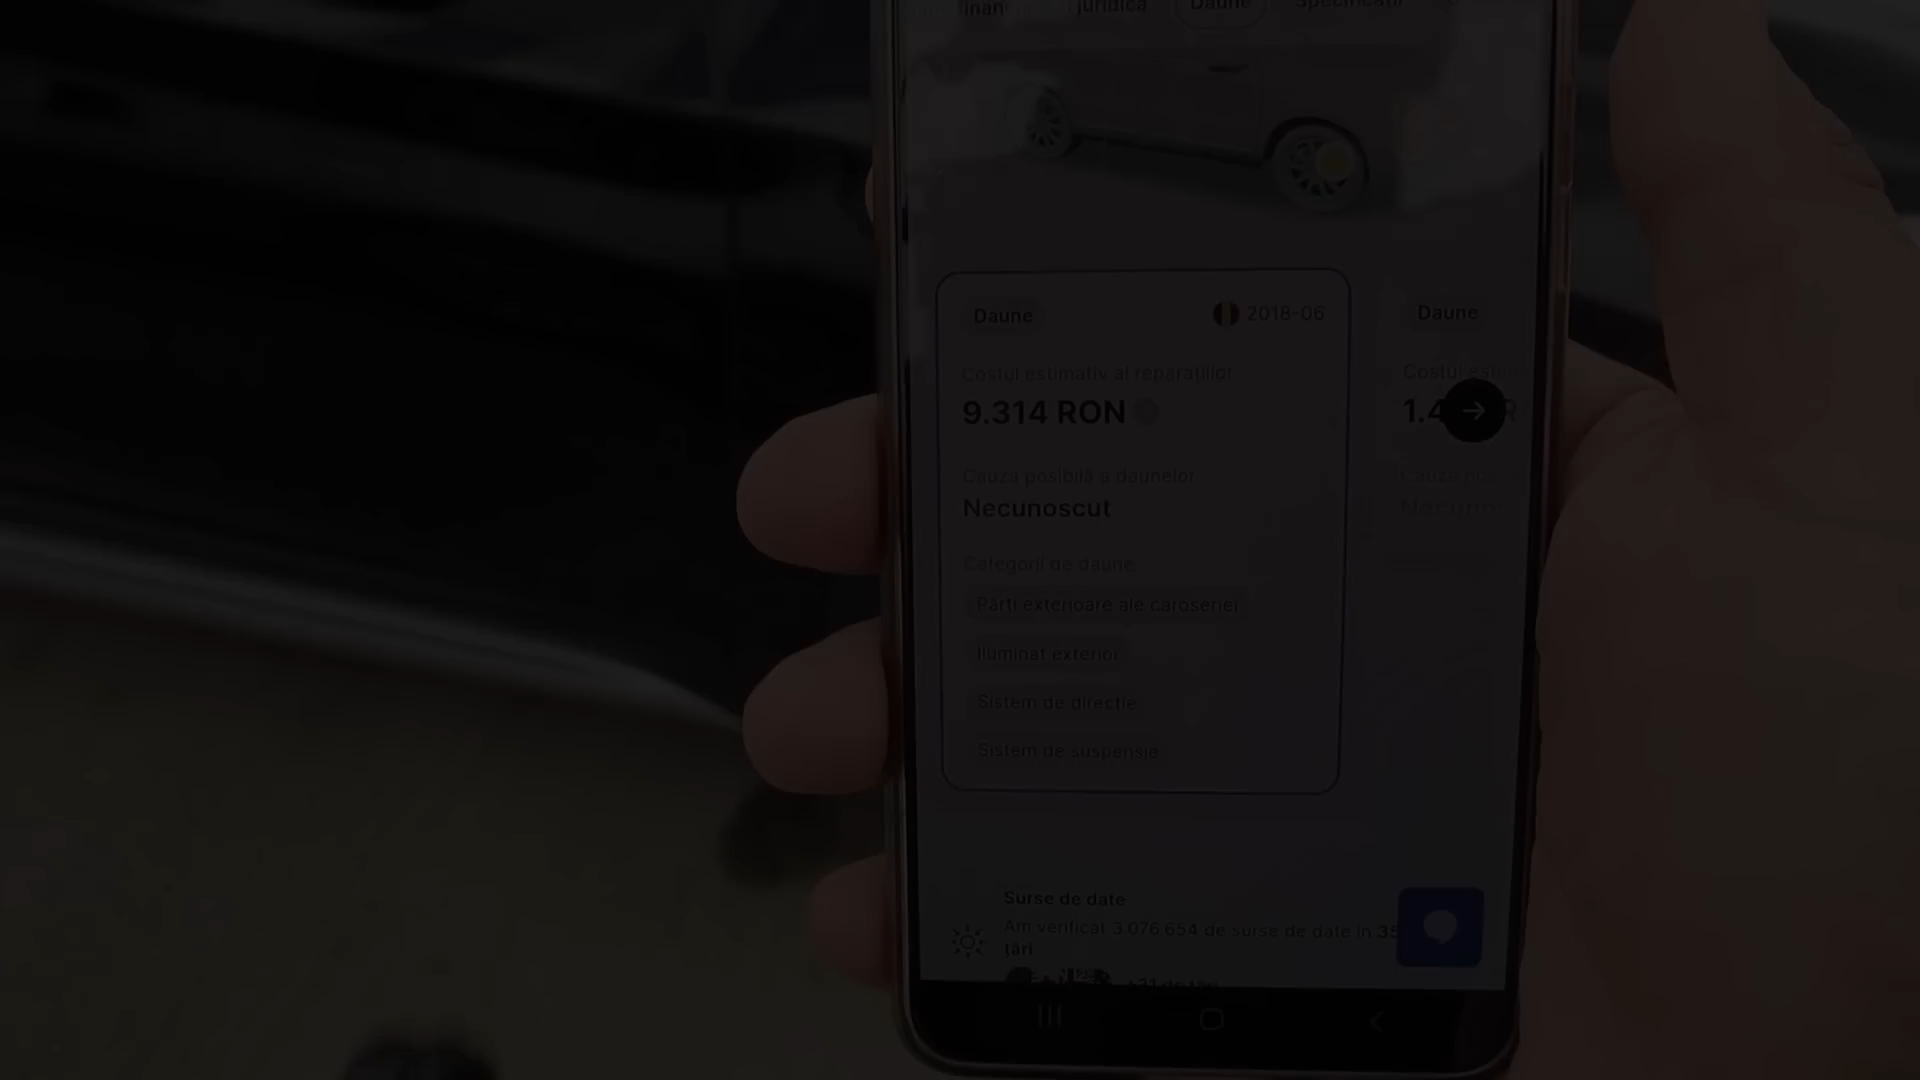 juridică
Daune
Specificații
Daune
2018-06
Costul estimativ al reparațiilor
9.314 RON
Cauza posibilă a daunelor
Necunoscut
Categorii de daune
Părți exterioare ale caroseriei
Iluminat exterior
Sistem de direcție
Sistem de suspensie
Daune
Surse de date
Am verificat 3 076 654 de surse de date în 35
țări